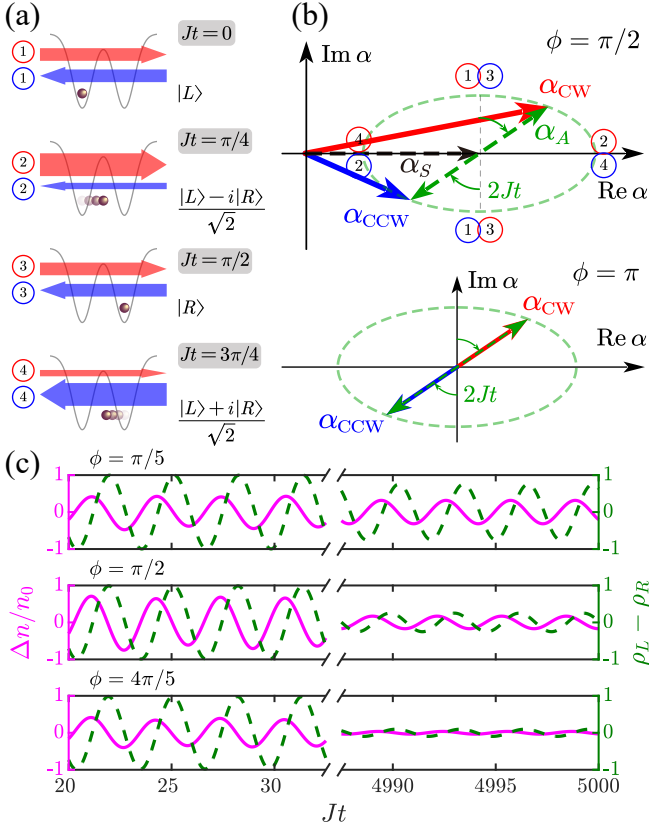 (a)
1
1
Jt = 0
|L⟩
2
2
Jt = π/4
|L⟩ − i|R⟩
√2
3
3
Jt = π/2
|R⟩
4
4
Jt = 3π/4
|L⟩ + i|R⟩
√2
(b)
Im α
ϕ = π/2
1 3
α_CW
α_A
4
2
α_S
2
4
Re α
α_CCW
2Jt
1 3
Im α
ϕ = π
α_CW
Re α
α_CCW
2Jt
(c)
ϕ = π/5
1
0
-1
1
0
-1
ϕ = π/2
1
0
-1
1
0
-1
ϕ = 4π/5
1
0
-1
1
0
-1
Δn/n₀
ρ_L − ρ_R
20 25 30 4990 4995 5000
Jt